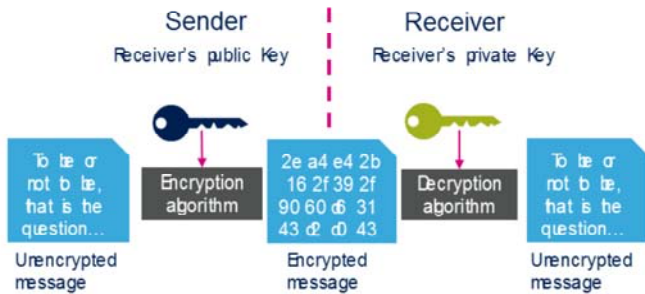 Sender
Receiver
Receiver's public Key
Receiver's private Key
To be or
not to be,
that is the
question...
Encryption
algorithm
2e a4 e4 2b
16 2f 39 2f
90 60 d6 31
43 d2 d0 43
Decryption
algorithm
To be or
not to be,
that is the
question...
Unencrypted
message
Encrypted
message
Unencrypted
message